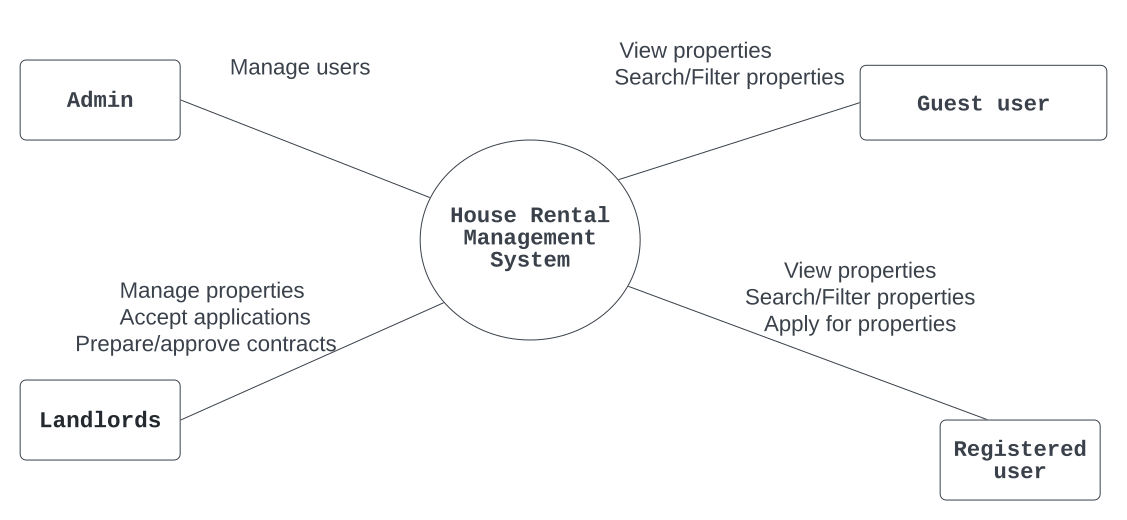 View properties
Search/Filter properties
Manage users
Admin
Guest user
House Rental
Management
System
View properties
Search/Filter properties
Apply for properties
Manage properties
Accept applications
Prepare/approve contracts
Landlords
Registered
user